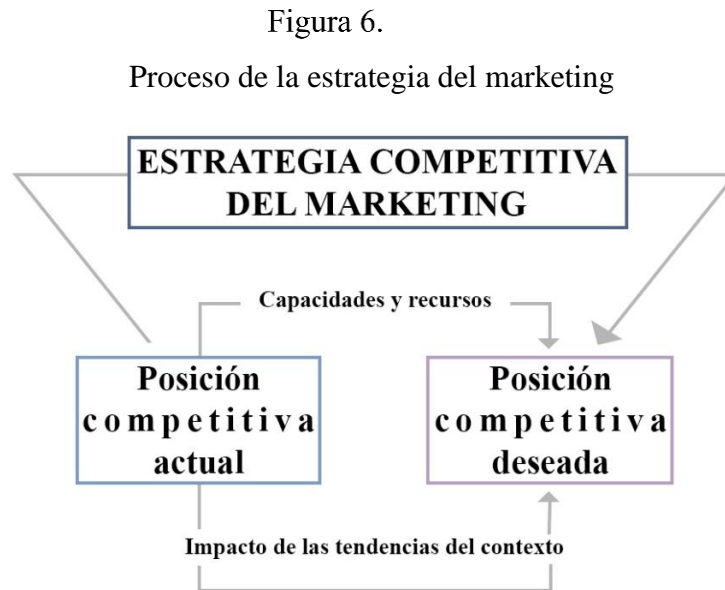 Figura 6.
Proceso de la estrategia del marketing
ESTRATEGIA COMPETITIVA
DEL MARKETING
Capacidades y recursos
Posición
competitiva
actual
Posición
competitiva
deseada
Impacto de las tendencias del contexto